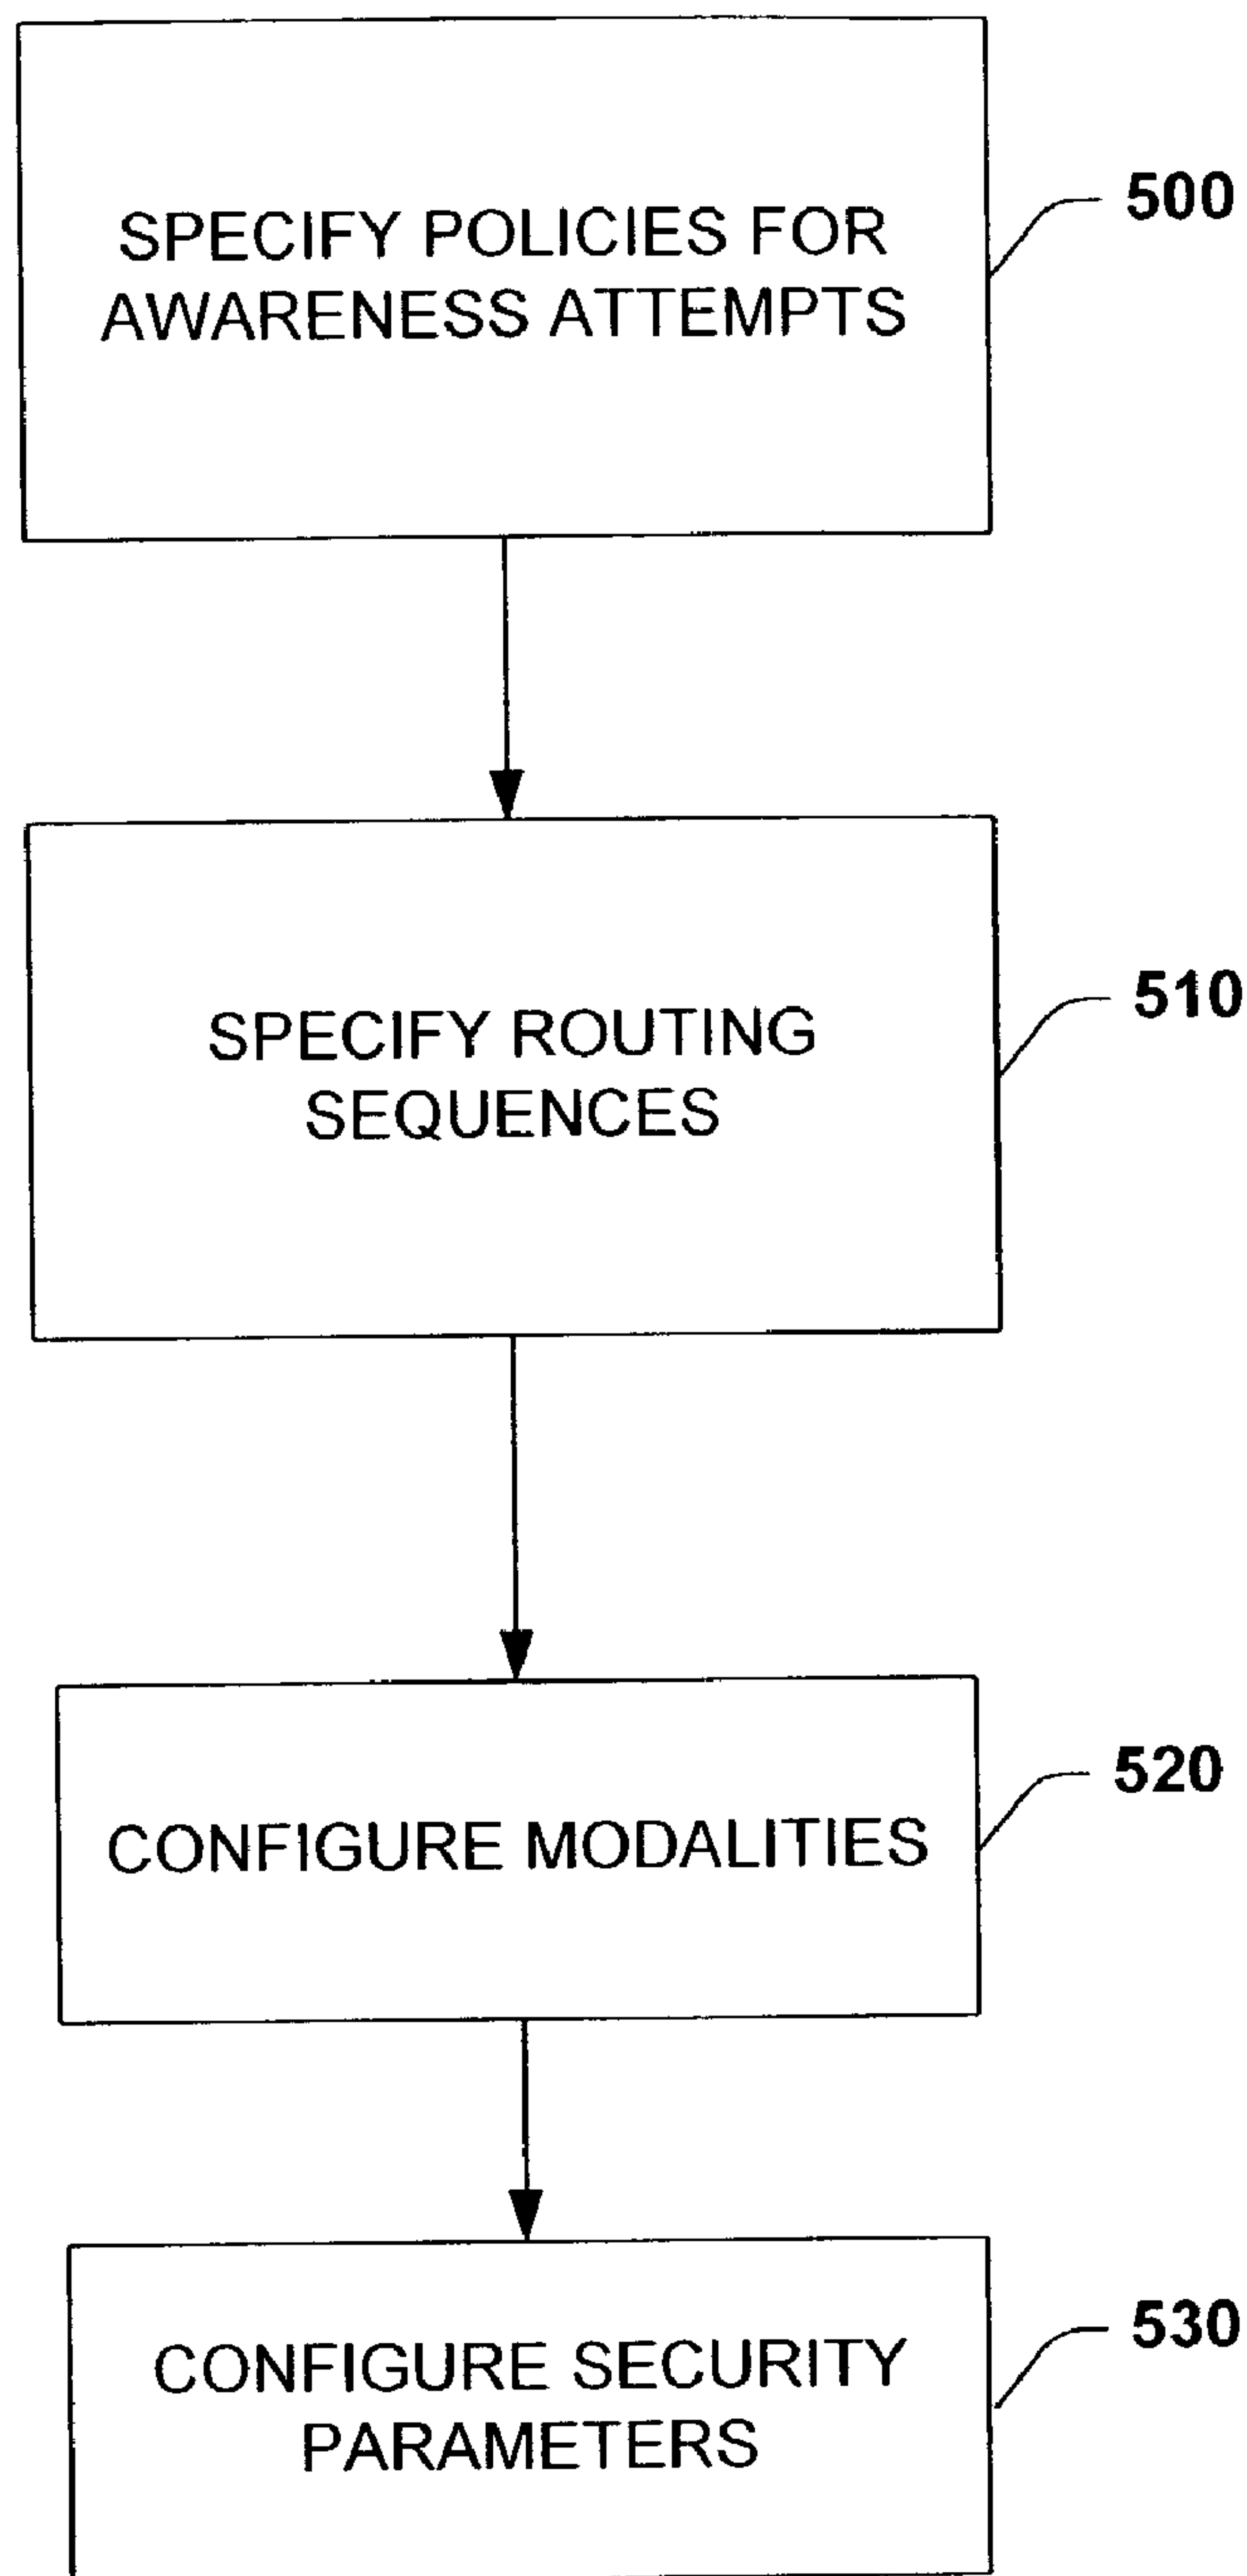 SPECIFY POLICIES FOR
AWARENESS ATTEMPTS
500
SPECIFY ROUTING
SEQUENCES
510
CONFIGURE MODALITIES
520
CONFIGURE SECURITY
PARAMETERS
530